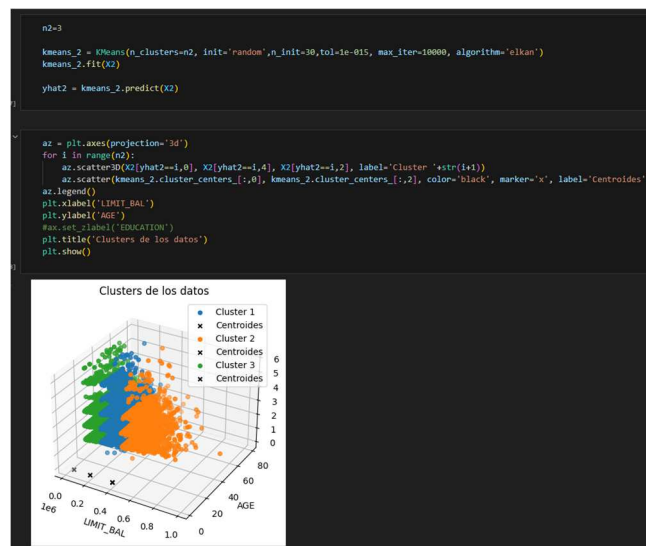 n2=3
kmeans_2 = KMeans(n_clusters=n2, init='random',n_init=30,tol=1e-015, max_iter=10000, algorithm='elkan')
kmeans_2.fit(X2)
yhat2 = kmeans_2.predict(X2)
az = plt.axes(projection='3d')
for i in range(n2):
    az.scatter3D(X2[yhat2==i,0], X2[yhat2==i,4], X2[yhat2==i,2], label='Cluster '+str(i+1))
    az.scatter(kmeans_2.cluster_centers_[:,0], kmeans_2.cluster_centers_[:,2], color='black', marker='x', label='Centroides'
az.legend()
plt.xlabel('LIMIT_BAL')
plt.ylabel('AGE')
#ax.set_zlabel('EDUCATION')
plt.title('Clusters de los datos')
plt.show()
Clusters de los datos
Cluster 1
Centroides
Cluster 2
Centroides
Cluster 3
Centroides
6
5
4
3
2
1
0
80
60
40
20
0
AGE
0.0
0.2
0.4
0.6
0.8
1.0
1e6
LIMIT_BAL